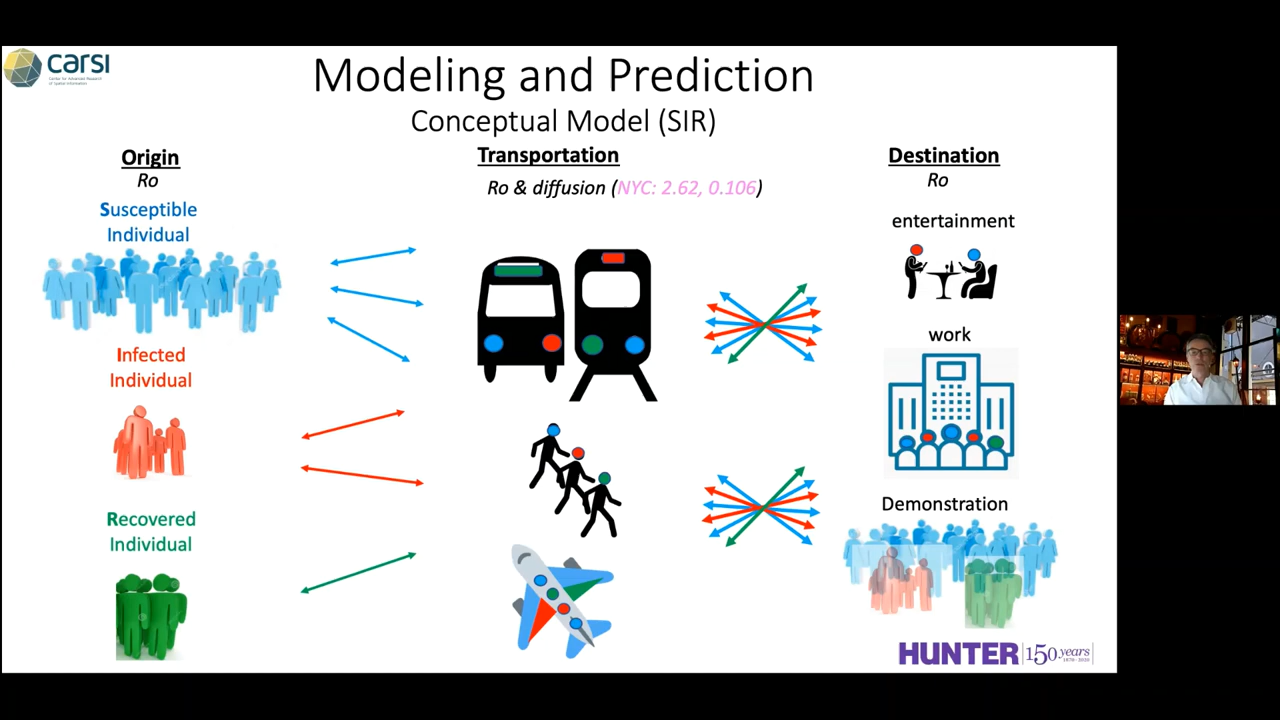 carsi
Center for Advanced Research
of Spatial Information
Modeling and Prediction
Conceptual Model (SIR)
Origin
Ro
Transportation
Ro & diffusion (NYC: 2.62, 0.106)
Destination
Ro
Susceptible
Individual
Infected
Individual
Recovered
Individual
entertainment
work
Demonstration
HUNTER 150 years
1870 - 2020